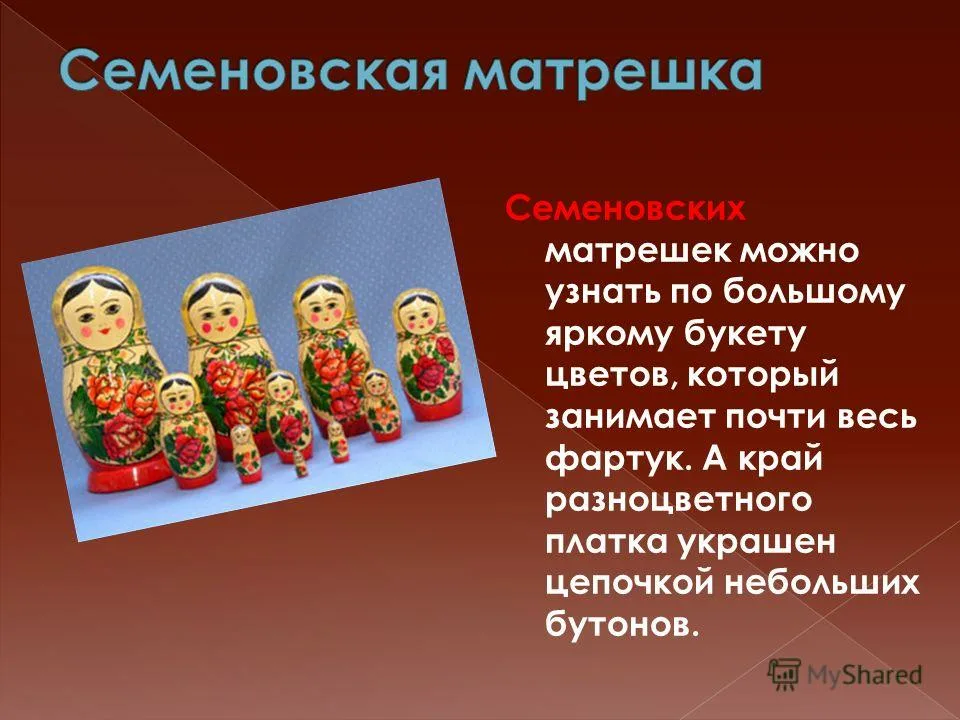 Семеновская матрешка
Семеновских
матрешек можно
узнать по большому
яркому букету
цветов, который
занимает почти весь
фартук. А край
разноцветного
платка украшен
цепочкой небольших
бутонов.
MyShared